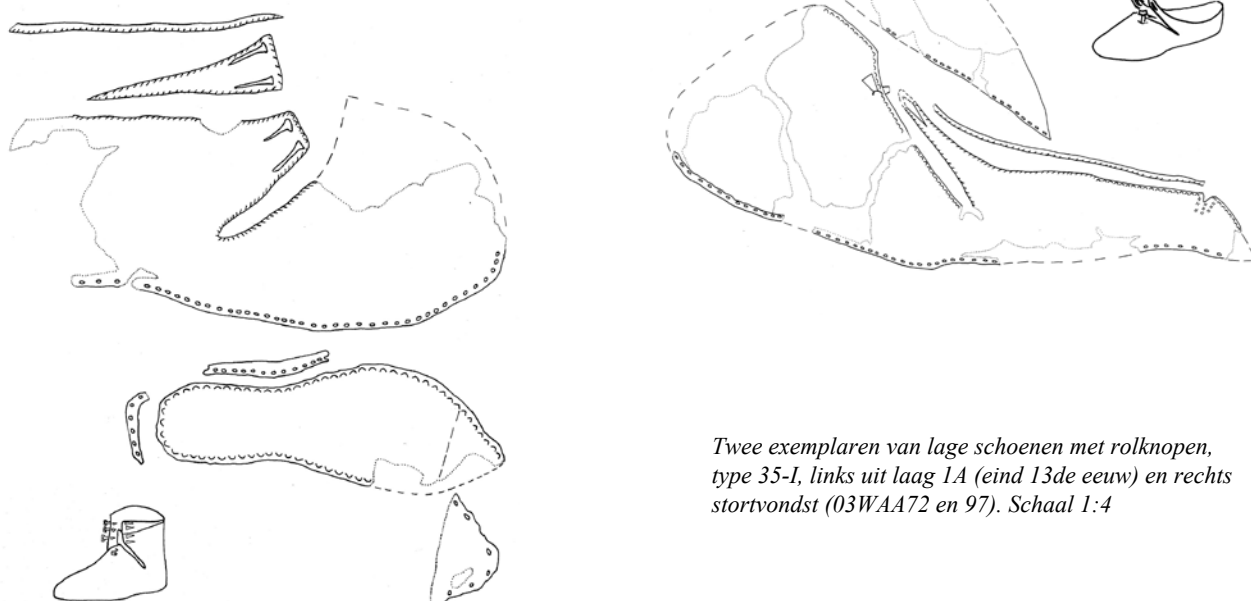 Twee exemplaren van lage schoenen met rolknopen,
type 35-I, links uit laag 1A (eind 13de eeuw) en rechts
stortvondst (03WAA72 en 97). Schaal 1:4